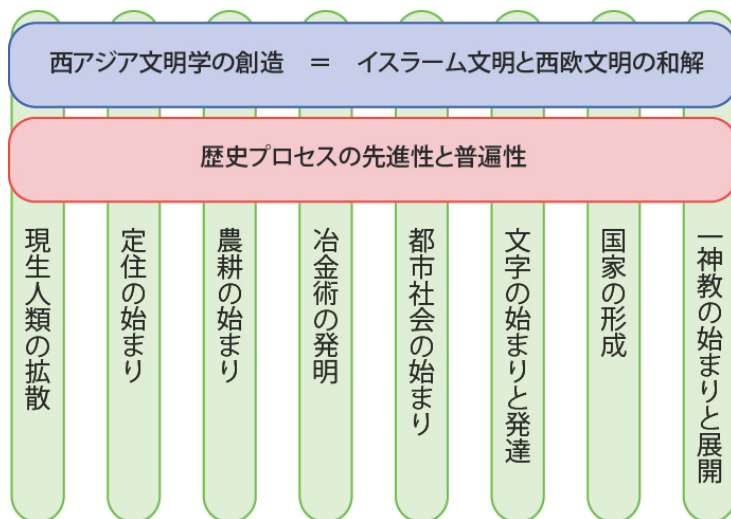 西アジア文明学の創造 = イスラーム文明と西欧文明の和解
歴史プロセスの先進性と普遍性
現生人類の拡散
定住の始まり
農耕の始まり
冶金術の発明
都市社会の始まり
文字の始まりと発達
国家の形成
一神教の始まりと展開